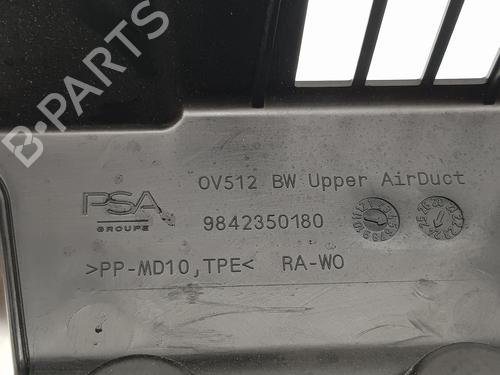 B-PARTS
OV512 BW Upper AirDuct
PSA
GROUPE
9842350180
>PP-MD10,TPE< RA-WO